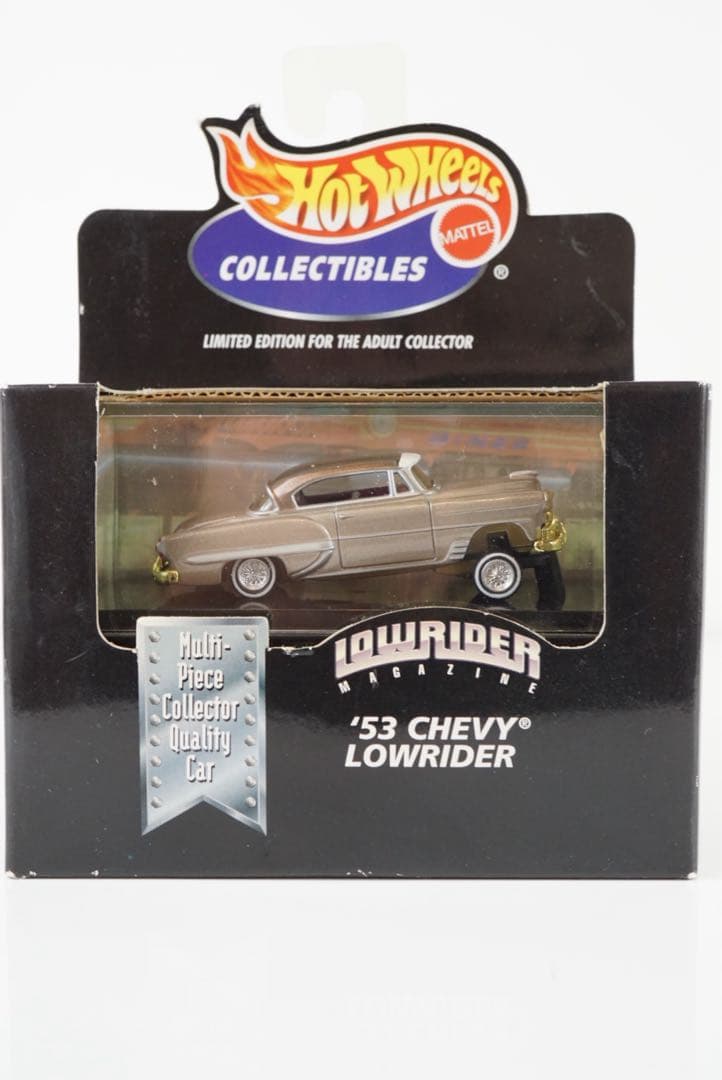 HOT WHEELS
MATTEL
COLLECTIBLES ®
LIMITED EDITION FOR THE ADULT COLLECTOR
Multi-
Piece
Collector
Quality
Car
LOWRIDER
MAGAZINE
'53 CHEVY®
LOWRIDER